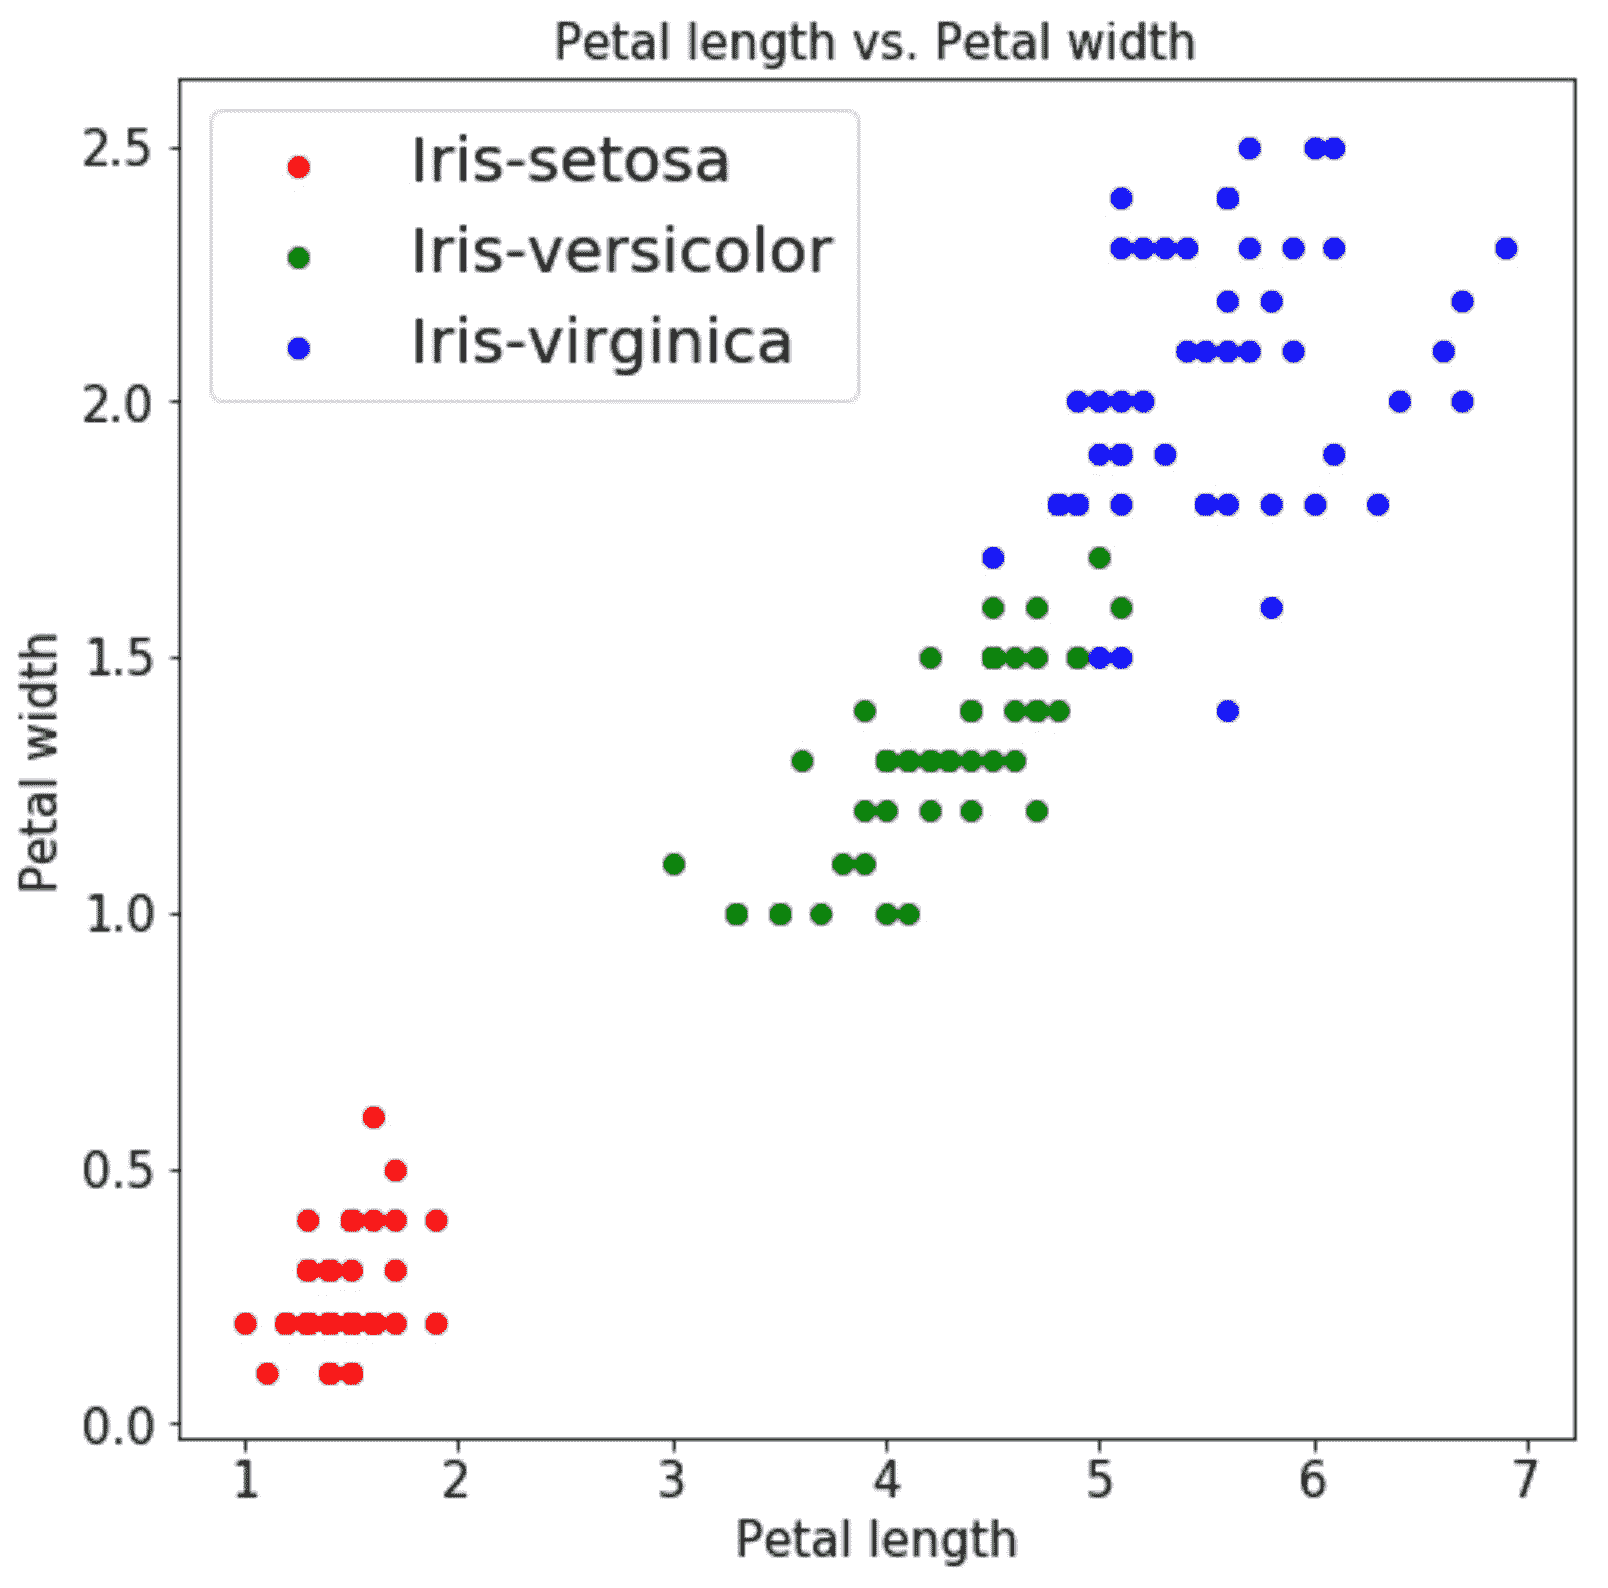 Petal length vs. Petal width
Iris-setosa
Iris-versicolor
Iris-virginica
2.5
2.0
1.5
1.0
0.5
0.0
Petal width
1 2 3 4 5 6 7
Petal length